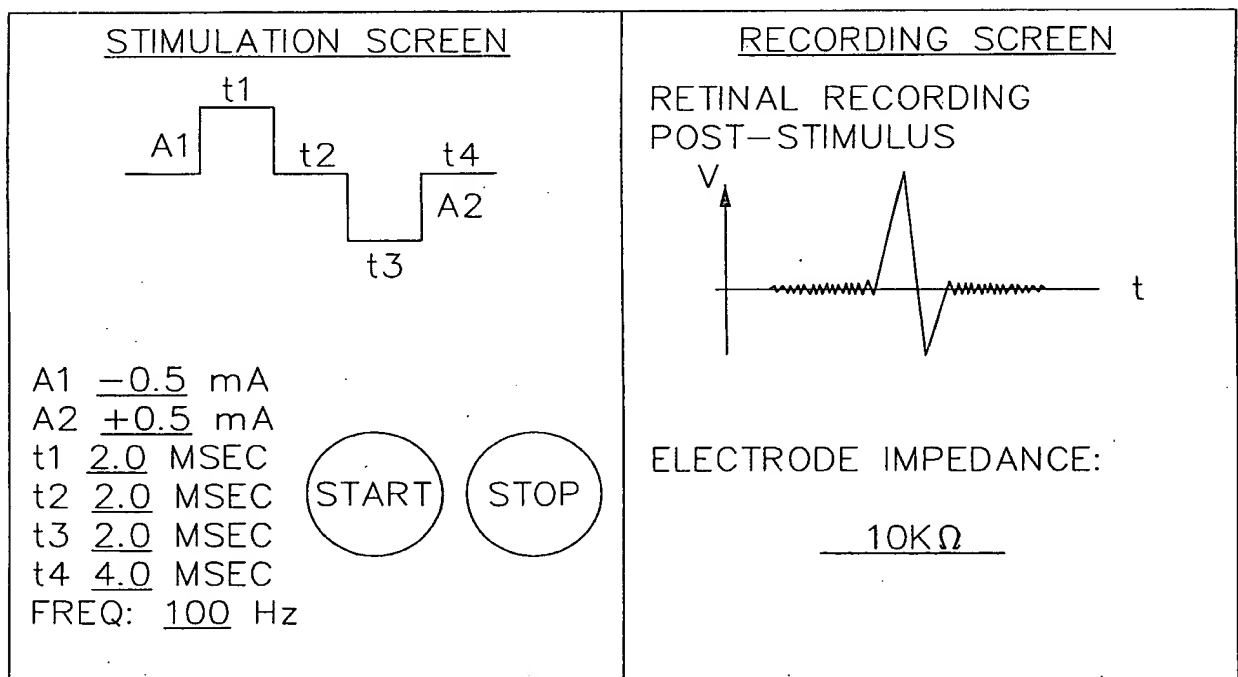 STIMULATION SCREEN
t1
A1
t2
t4
A2
t3
A1 −0.5 mA
A2 +0.5 mA
t1 2.0 MSEC
t2 2.0 MSEC
t3 2.0 MSEC
t4 4.0 MSEC
FREQ: 100 Hz
START
STOP
RECORDING SCREEN
RETINAL RECORDING
POST−STIMULUS
V
t
ELECTRODE IMPEDANCE:
10KΩ